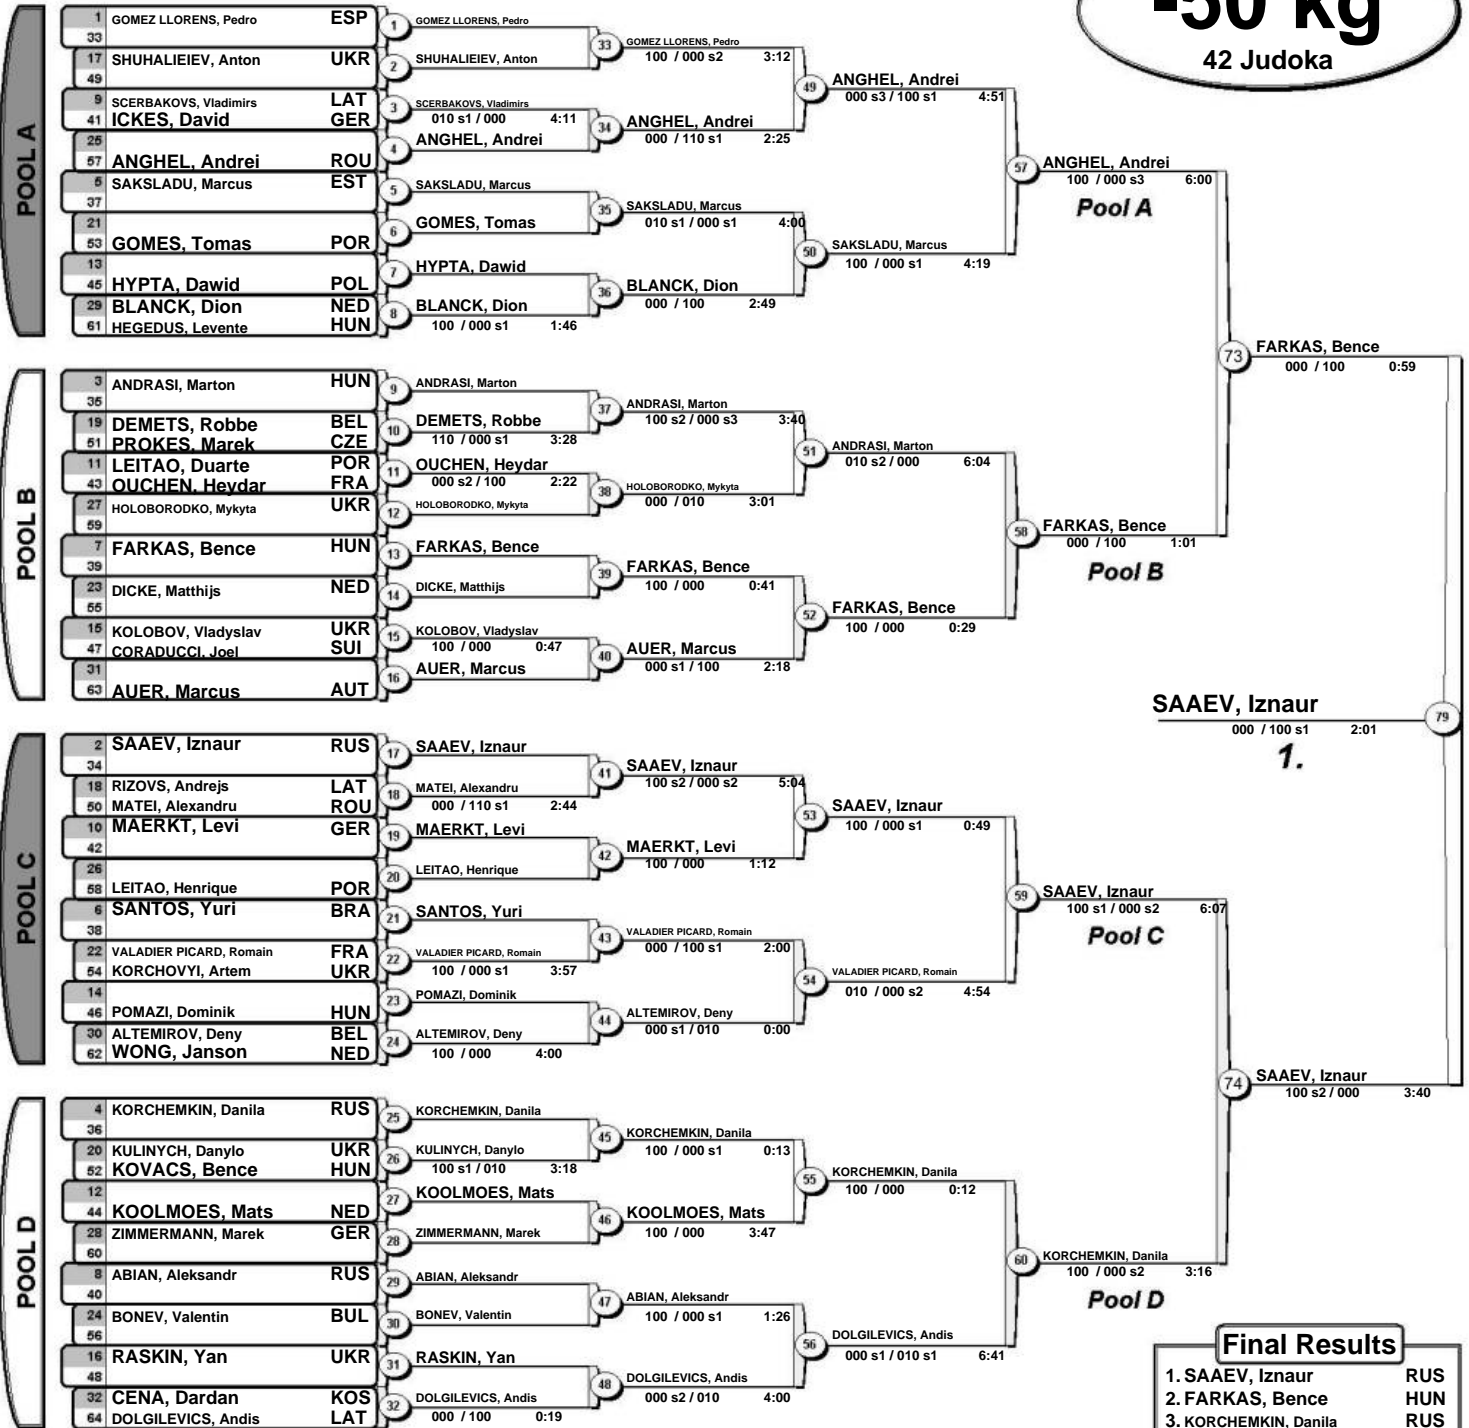 -50 kg
42 Judoka
POOL A
1 GOMEZ LLORENS, Pedro ESP
33
17 SHUHALIEIEV, Anton UKR
49
9 SCERBAKOVS, Vladimirs LAT
41 ICKES, David GER
25
57 ANGHEL, Andrei ROU
5 SAKSLADU, Marcus EST
37
21
53 GOMES, Tomas POR
13
45 HYPTA, Dawid POL
29 BLANCK, Dion NED
61 HEGEDUS, Levente HUN
1 GOMEZ LLORENS, Pedro
2 SHUHALIEIEV, Anton
3 SCERBAKOVS, Vladimirs
010 s1 / 000 4:11
4 ANGHEL, Andrei
5 SAKSLADU, Marcus
6 GOMES, Tomas
7 HYPTA, Dawid
8 BLANCK, Dion
100 / 000 s1 1:46
33 GOMEZ LLORENS, Pedro
100 / 000 s2 3:12
34 ANGHEL, Andrei
000 / 110 s1 2:25
35 SAKSLADU, Marcus
010 s1 / 000 s1 4:00
36 BLANCK, Dion
000 / 100 2:49
49 ANGHEL, Andrei
000 s3 / 100 s1 4:51
50 SAKSLADU, Marcus
100 / 000 s1 4:19
57 ANGHEL, Andrei
100 / 000 s3 6:00
Pool A
POOL B
3 ANDRASI, Marton HUN
35
19 DEMETS, Robbe BEL
51 PROKES, Marek CZE
11 LEITAO, Duarte POR
43 OUCHEN, Heydar FRA
27 HOLOBORODKO, Mykyta UKR
59
7 FARKAS, Bence HUN
39
23 DICKE, Matthijs NED
55
15 KOLOBOV, Vladyslav UKR
47 CORADUCCI, Joel SUI
31
63 AUER, Marcus AUT
9 ANDRASI, Marton
10 DEMETS, Robbe
110 / 000 s1 3:28
11 OUCHEN, Heydar
000 s2 / 100 2:22
12 HOLOBORODKO, Mykyta
13 FARKAS, Bence
14 DICKE, Matthijs
15 KOLOBOV, Vladyslav
100 / 000 0:47
16 AUER, Marcus
37 ANDRASI, Marton
100 s2 / 000 s3 3:40
38 HOLOBORODKO, Mykyta
000 / 010 3:01
39 FARKAS, Bence
100 / 000 0:41
40 AUER, Marcus
000 s1 / 100 2:18
51 ANDRASI, Marton
010 s2 / 000 6:04
52 FARKAS, Bence
100 / 000 0:29
58 FARKAS, Bence
000 / 100 1:01
Pool B
73 FARKAS, Bence
000 / 100 0:59
SAAEV, Iznaur 79
000 / 100 s1 2:01
1.
POOL C
2 SAAEV, Iznaur RUS
34
18 RIZOVS, Andrejs LAT
50 MATEI, Alexandru ROU
10 MAERKT, Levi GER
42
26
58 LEITAO, Henrique POR
6 SANTOS, Yuri BRA
38
22 VALADIER PICARD, Romain FRA
54 KORCHOVYI, Artem UKR
14
46 POMAZI, Dominik HUN
30 ALTEMIROV, Deny BEL
62 WONG, Janson NED
17 SAAEV, Iznaur
18 MATEI, Alexandru
000 / 110 s1 2:44
19 MAERKT, Levi
20 LEITAO, Henrique
21 SANTOS, Yuri
22 VALADIER PICARD, Romain
100 / 000 s1 3:57
23 POMAZI, Dominik
24 ALTEMIROV, Deny
100 / 000 4:00
41 SAAEV, Iznaur
100 s2 / 000 s2 5:04
42 MAERKT, Levi
100 / 000 1:12
43 VALADIER PICARD, Romain
000 / 100 s1 2:00
44 ALTEMIROV, Deny
000 s1 / 010 0:00
53 SAAEV, Iznaur
100 / 000 s1 0:49
54 VALADIER PICARD, Romain
010 / 000 s2 4:54
59 SAAEV, Iznaur
100 s1 / 000 s2 6:07
Pool C
74 SAAEV, Iznaur
100 s2 / 000 3:40
POOL D
4 KORCHEMKIN, Danila RUS
36
20 KULINYCH, Danylo UKR
52 KOVACS, Bence HUN
12
44 KOOLMOES, Mats NED
28 ZIMMERMANN, Marek GER
60
8 ABIAN, Aleksandr RUS
40
24 BONEV, Valentin BUL
56
16 RASKIN, Yan UKR
48
32 CENA, Dardan KOS
64 DOLGILEVICS, Andis LAT
25 KORCHEMKIN, Danila
26 KULINYCH, Danylo
100 s1 / 010 3:18
27 KOOLMOES, Mats
28 ZIMMERMANN, Marek
29 ABIAN, Aleksandr
30 BONEV, Valentin
31 RASKIN, Yan
32 DOLGILEVICS, Andis
000 / 100 0:19
45 KORCHEMKIN, Danila
100 / 000 s1 0:13
46 KOOLMOES, Mats
100 / 000 3:47
47 ABIAN, Aleksandr
100 / 000 s1 1:26
48 DOLGILEVICS, Andis
000 s2 / 010 4:00
55 KORCHEMKIN, Danila
100 / 000 0:12
56 DOLGILEVICS, Andis
000 s1 / 010 s1 6:41
60 KORCHEMKIN, Danila
100 / 000 s2 3:16
Pool D
Final Results
1. SAAEV, Iznaur RUS
2. FARKAS, Bence HUN
3. KORCHEMKIN, Danila RUS